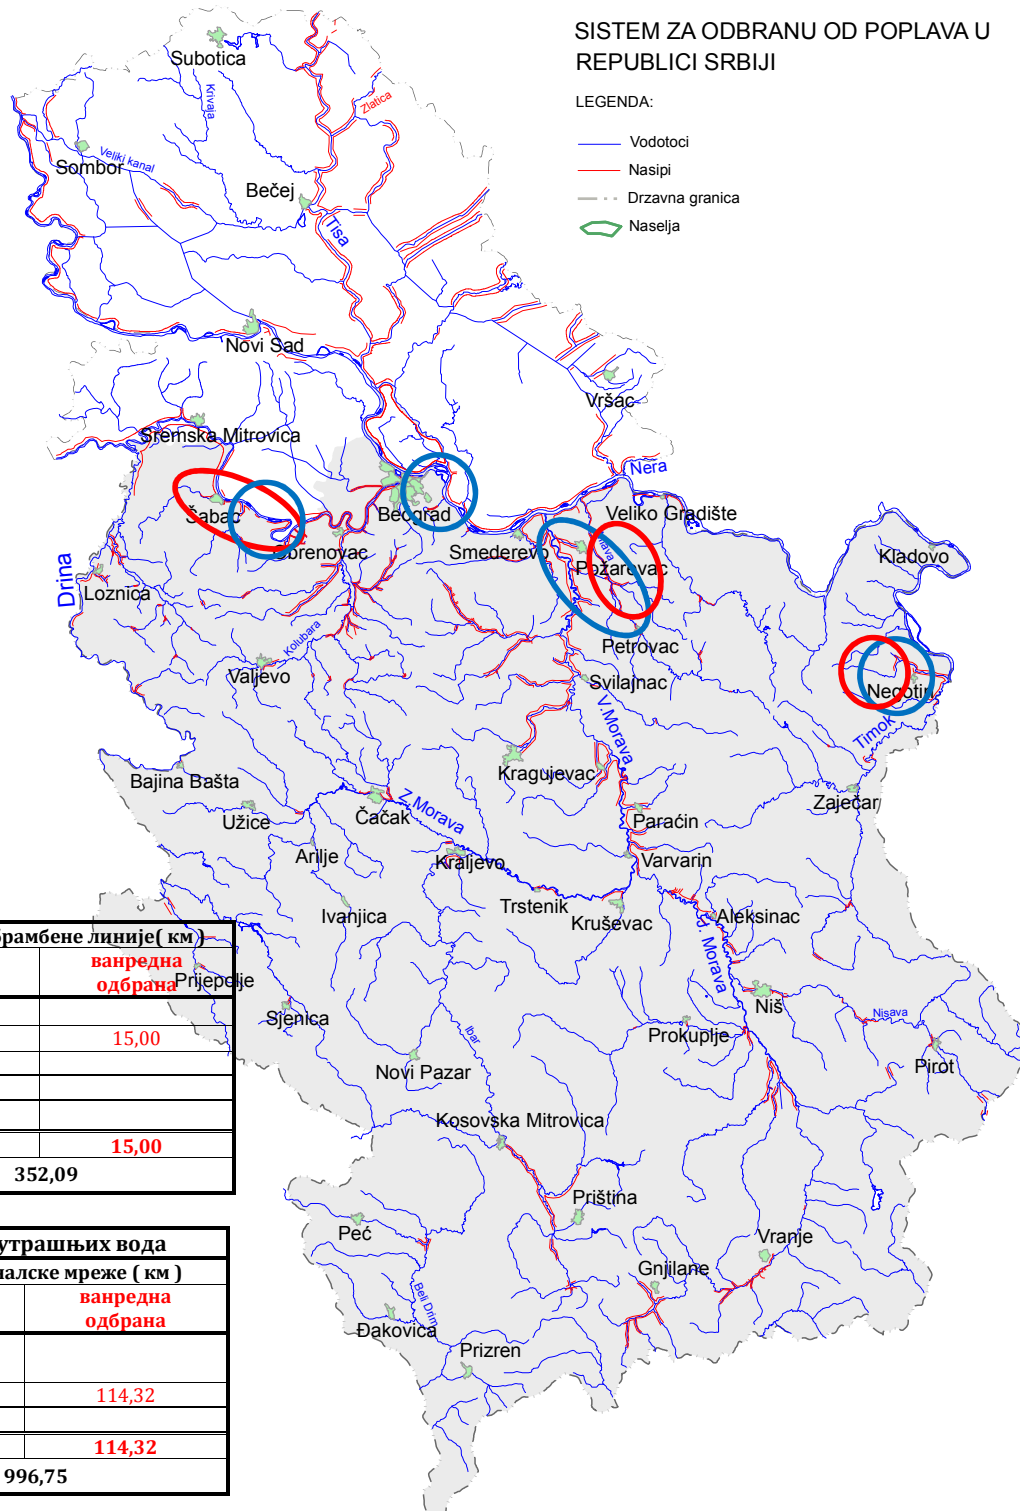 SISTEM ZA ODBRANU OD POPLAVA U
REPUBLICI SRBIJI
LEGENDA:
Vodotoci
Nasipi
Drzavna granica
Naselja
Subotica
Krivaja
Zlatica
Sombor
Veliki kanal
Bečej
Tisa
Novi Sad
Vršac
Sremska Mitrovica
Nera
Šabac
Beograd
Veliko Gradište
Obrenovac
Smederevo
Kladovo
Požarevac
Drina
Loznica
Kolubara
Petrovac
Valjevo
Svilajnac
Negotin
V.Morava
Timok
Bajina Bašta
Kragujevac
Zaječar
Užice
Čačak
Z.Morava
Paraćin
Arilje
Kraljevo
Varvarin
Ivanjica
Trstenik
Kruševac
Aleksinac
J. Morava
Prijepolje
Sjenica
Niš
Nisava
Ibar
Prokuplje
Pirot
Novi Pazar
Kosovska Mitrovica
Priština
Peć
Vranje
Gnjilane
Beli Drim
Đakovica
Prizren
брамбене линије( км )
ванредна
одбрана
15,00
15,00
352,09
утрашњих вода
налске мреже ( км )
ванредна
одбрана
114,32
114,32
996,75